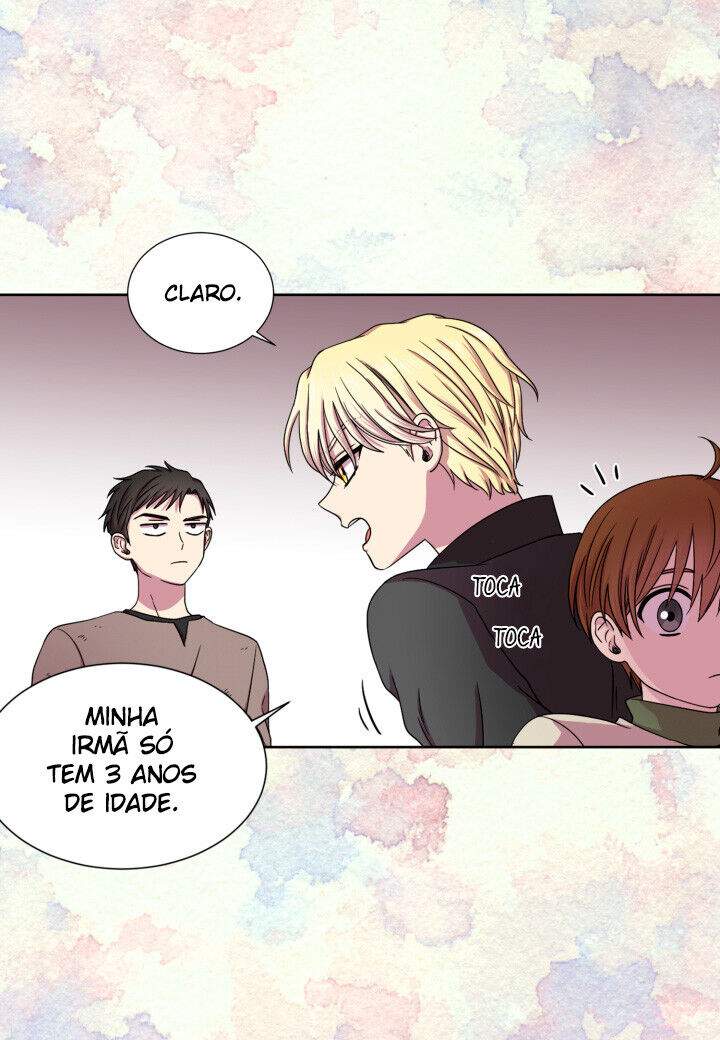 CLARO.
TOCA
TOCA
MINHA
IRMÃ SÓ
TEM 3 ANOS
DE IDADE.